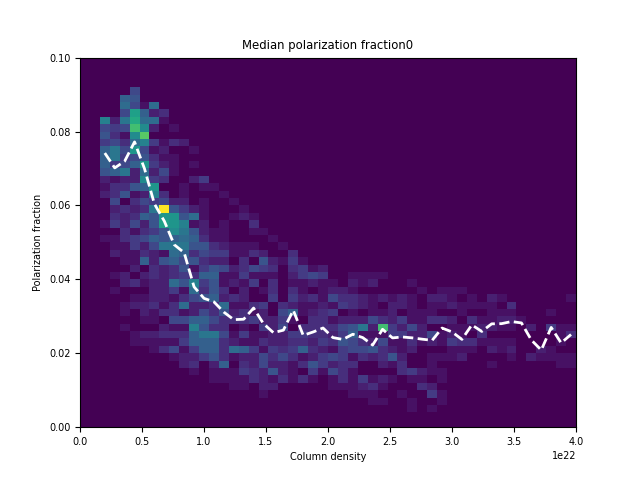 Median polarization fraction0
0.10
0.08
0.06
0.04
0.02
0.00
Polarization fraction
0.0 0.5 1.0 1.5 2.0 2.5 3.0 3.5 4.0
Column density
1e22